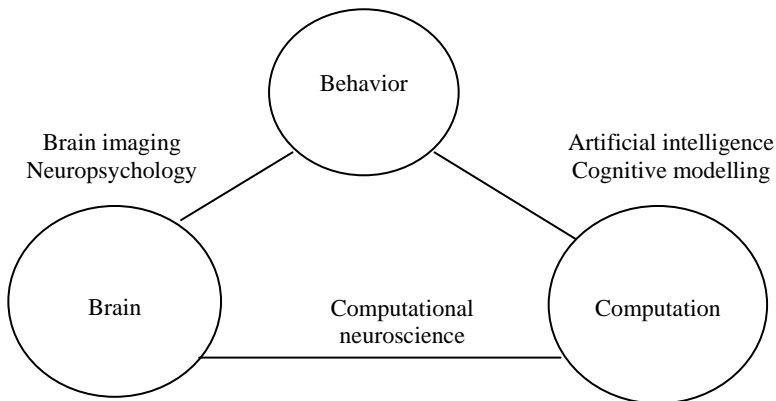 Behavior
Brain imaging
Neuropsychology
Artificial intelligence
Cognitive modelling
Brain
Computational
neuroscience
Computation